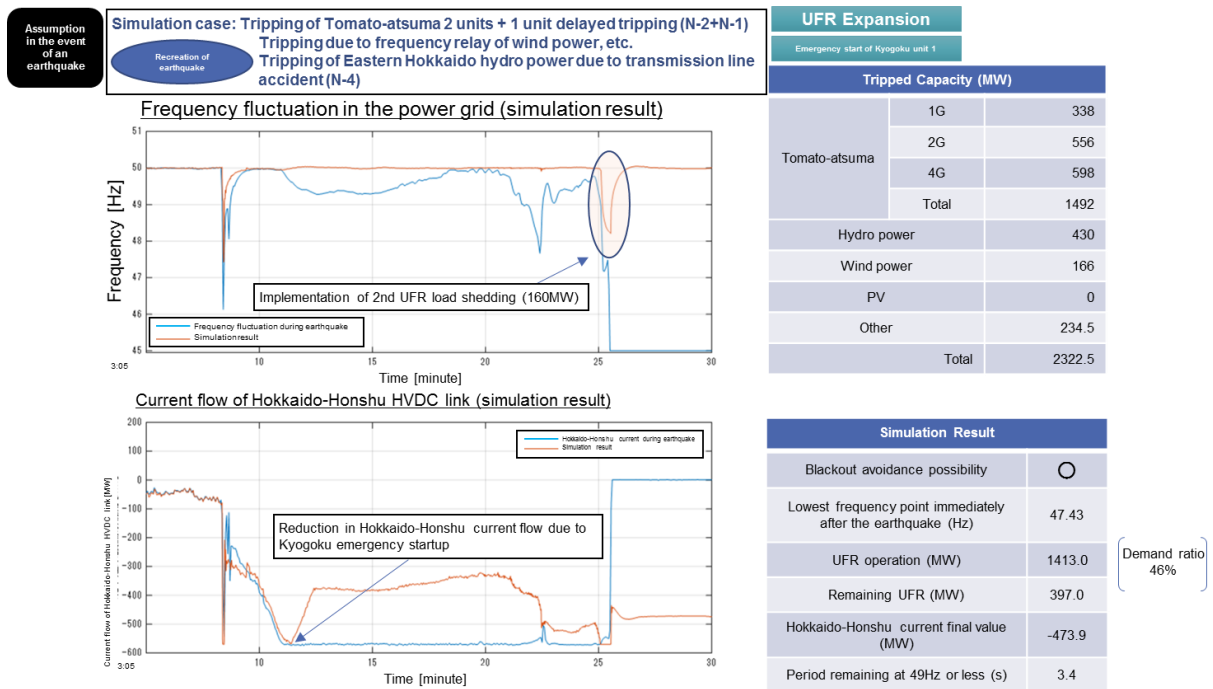 Assumption
in the event
of an
earthquake
Simulation case: Tripping of Tomato-atsuma 2 units + 1 unit delayed tripping (N-2+N-1)
Tripping due to frequency relay of wind power, etc.
Tripping of Eastern Hokkaido hydro power due to transmission line
accident (N-4)
Recreation of
earthquake
UFR Expansion
Emergency start of Kyogoku unit 1
Frequency fluctuation in the power grid (simulation result)
Frequency [Hz]
51
50
49
48
47
46
45
Implementation of 2nd UFR load shedding (160MW)
Frequency fluctuation during earthquake
Simulation result
3:05
10
15
20
25
30
Time [minute]
Tripped Capacity (MW)
Tomato-atsuma
1G 338
2G 556
4G 598
Total 1492
Hydro power 430
Wind power 166
PV 0
Other 234.5
Total 2322.5
Current flow of Hokkaido-Honshu HVDC link (simulation result)
Current flow of Hokkaido-Honshu HVDC link [MW]
200
100
0
-100
-200
-300
-400
-500
-600
Hokkaido-Honshu current during earthquake
Simulation result
Reduction in Hokkaido-Honshu current flow due to
Kyogoku emergency startup
3:05
10
15
20
25
30
Time [minute]
Simulation Result
Blackout avoidance possibility ○
Lowest frequency point immediately
after the earthquake (Hz) 47.43
UFR operation (MW) 1413.0
Remaining UFR (MW) 397.0
Hokkaido-Honshu current final value
(MW) -473.9
Period remaining at 49Hz or less (s) 3.4
Demand ratio
46%